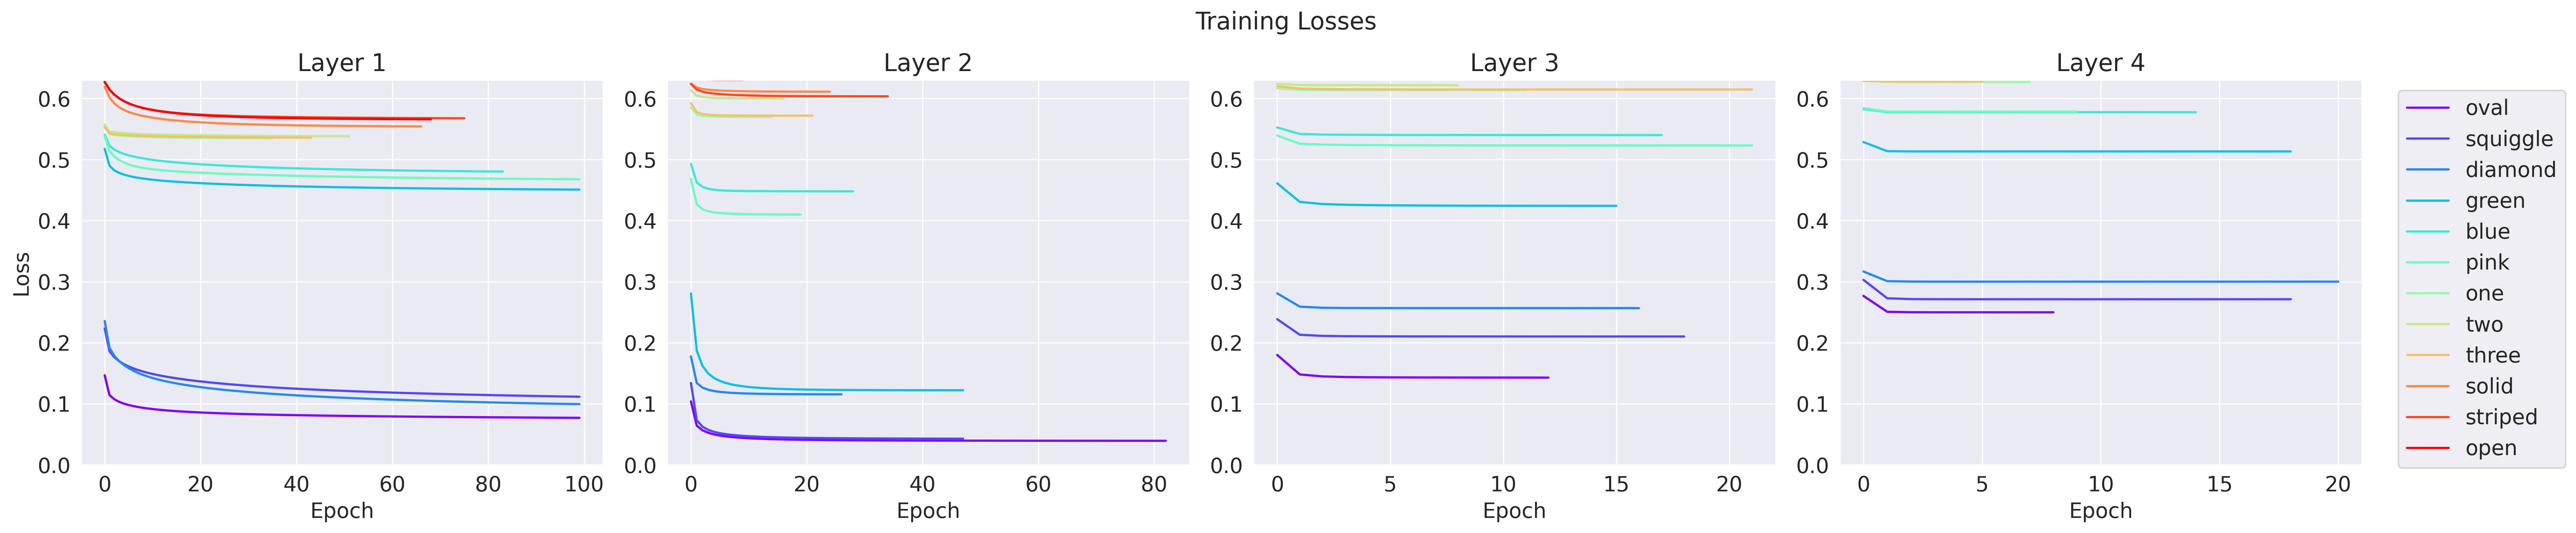 Training Losses
Layer 1
Layer 2
Layer 3
Layer 4
Loss
0.6
0.5
0.4
0.3
0.2
0.1
0.0
0 20 40 60 80 100
Epoch
0.6
0.5
0.4
0.3
0.2
0.1
0.0
0 20 40 60 80
Epoch
0.6
0.5
0.4
0.3
0.2
0.1
0.0
0 5 10 15 20
Epoch
0.6
0.5
0.4
0.3
0.2
0.1
0.0
0 5 10 15 20
Epoch
oval
squiggle
diamond
green
blue
pink
one
two
three
solid
striped
open